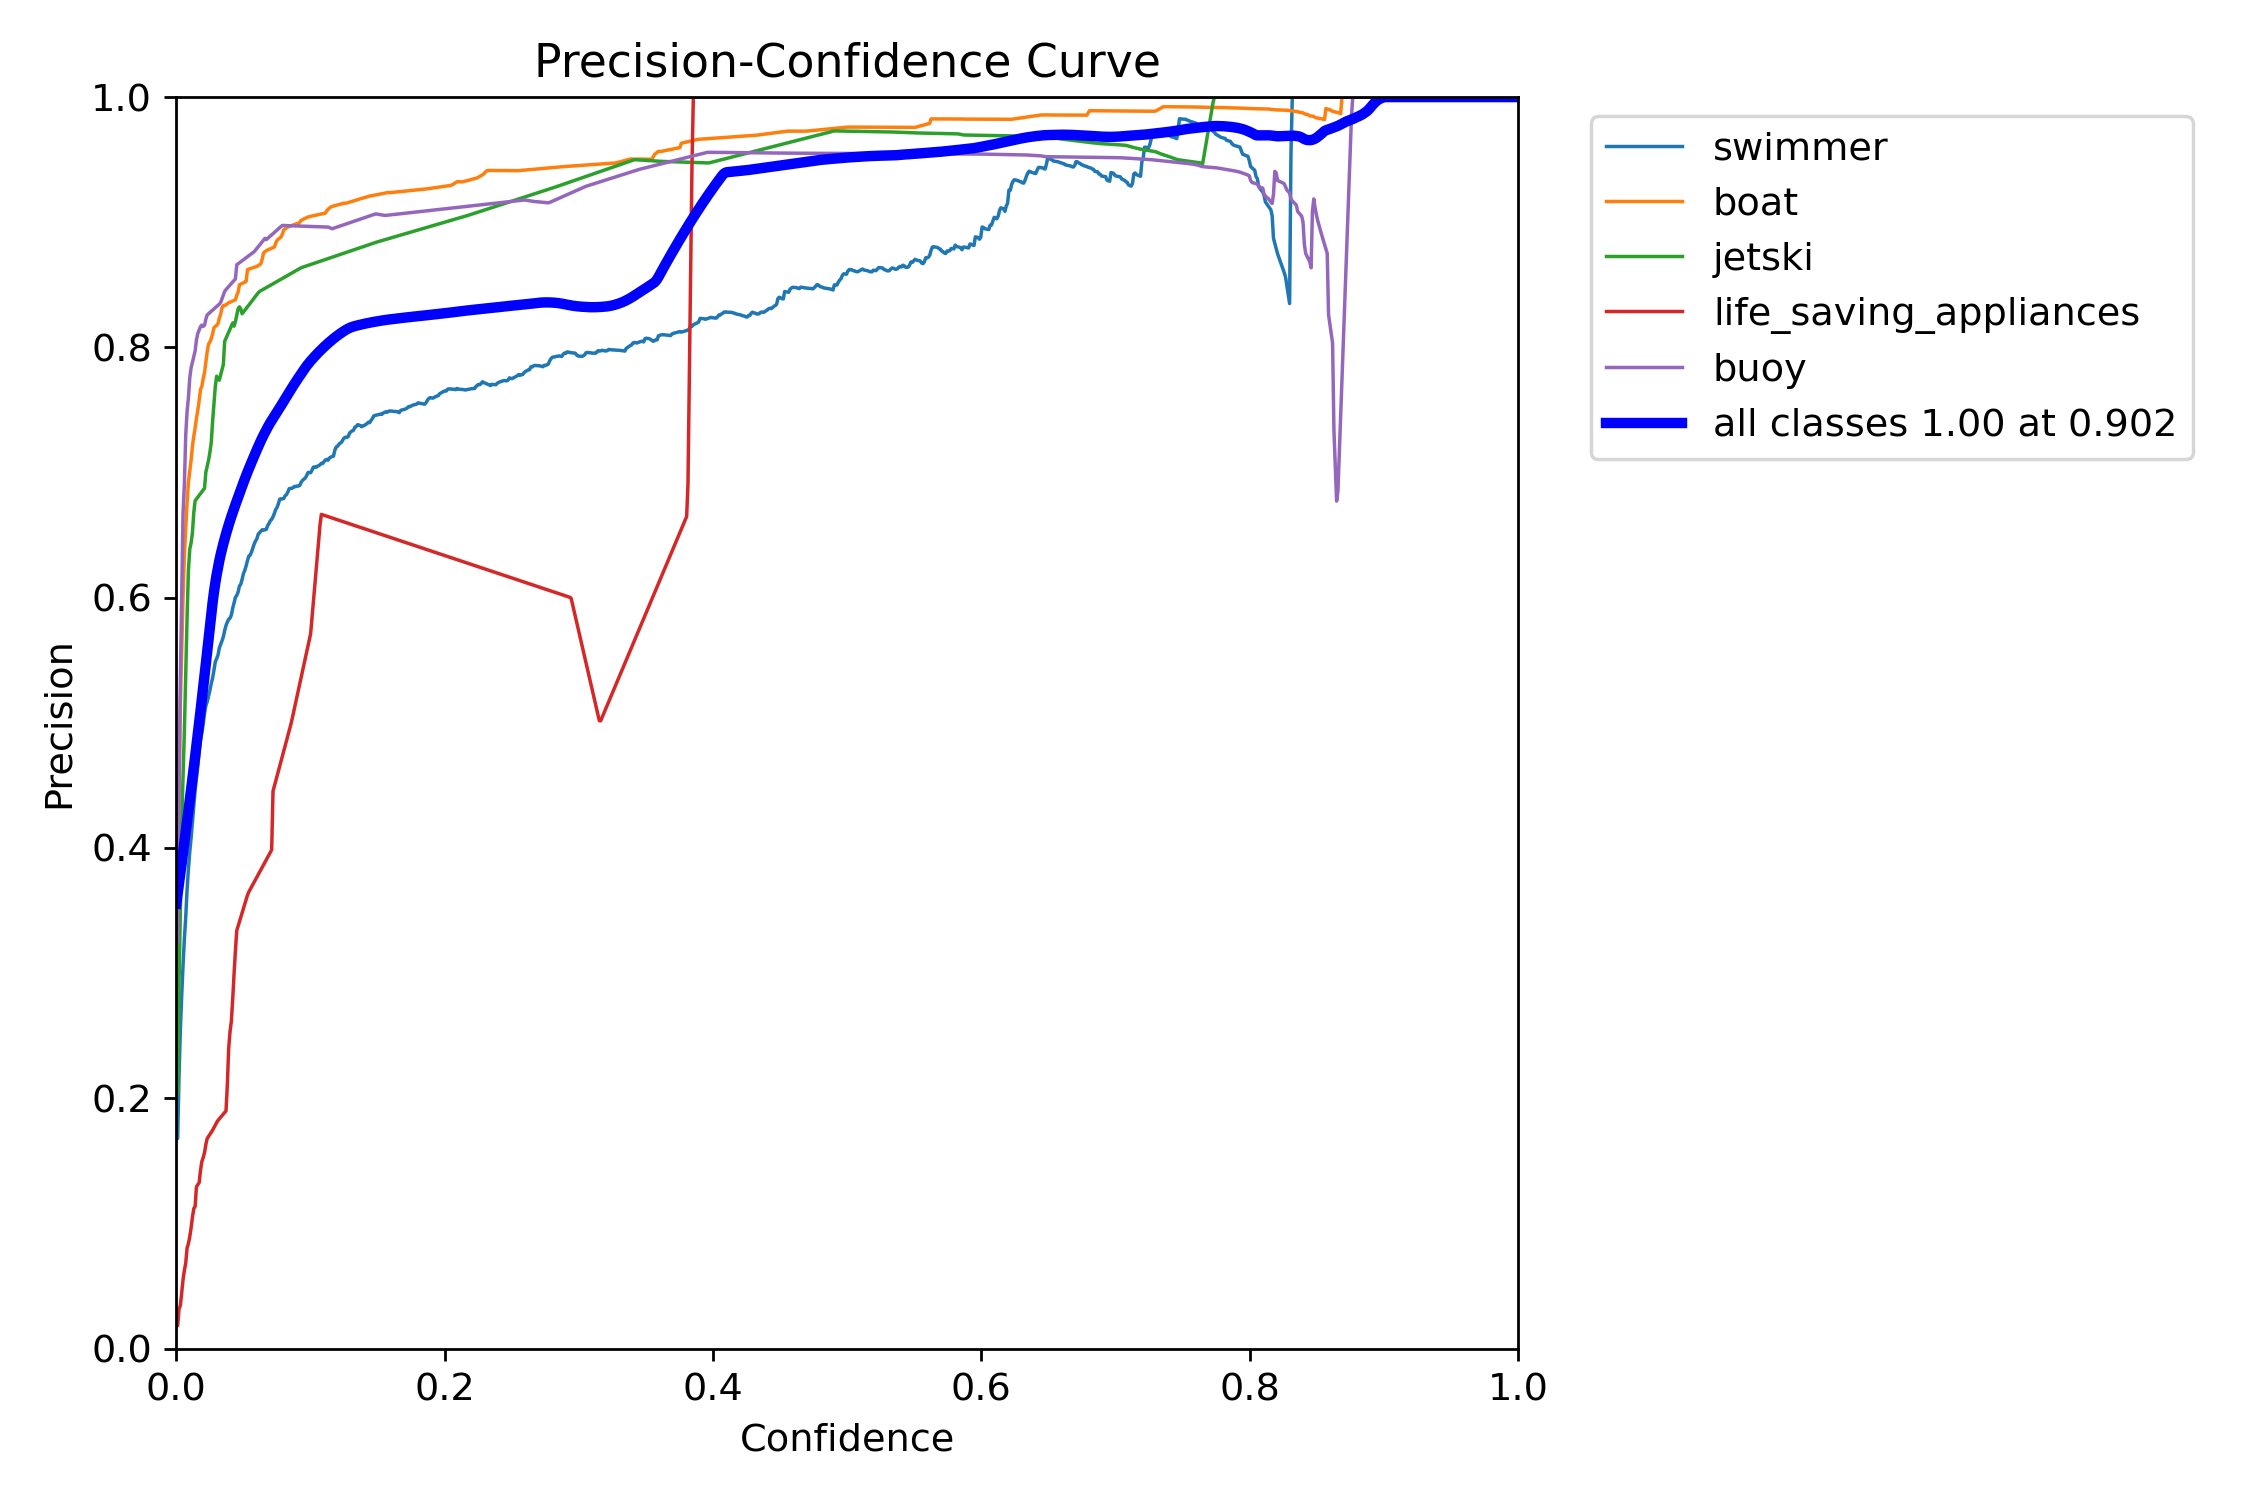 Precision-Confidence Curve
1.0
0.8
0.6
0.4
0.2
0.0
Precision
0.0 0.2 0.4 0.6 0.8 1.0
Confidence
swimmer
boat
jetski
life_saving_appliances
buoy
all classes 1.00 at 0.902